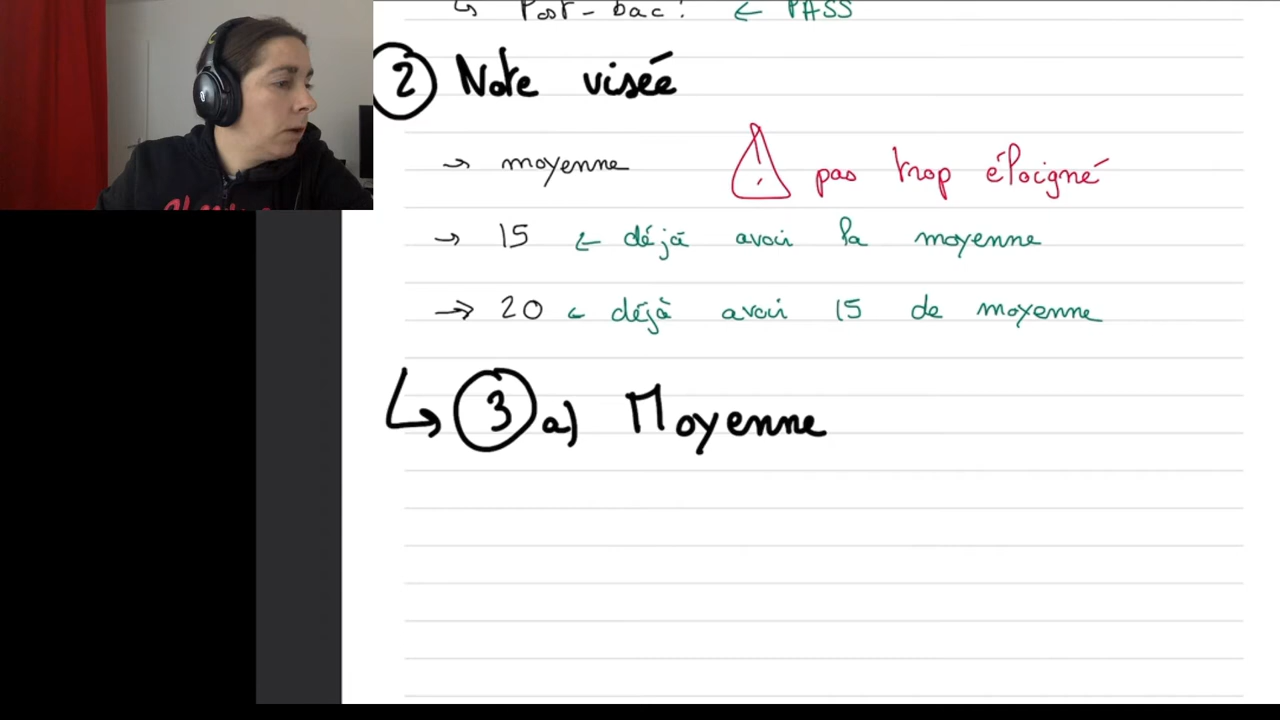 ↳ Post-bac : ← PASS
② Note visée
→ moyenne ⚠ pas trop éloigné
→ 15 ← déjà avoir la moyenne
→ 20 ← déjà avoir 15 de moyenne
↳ ③ a) Moyenne